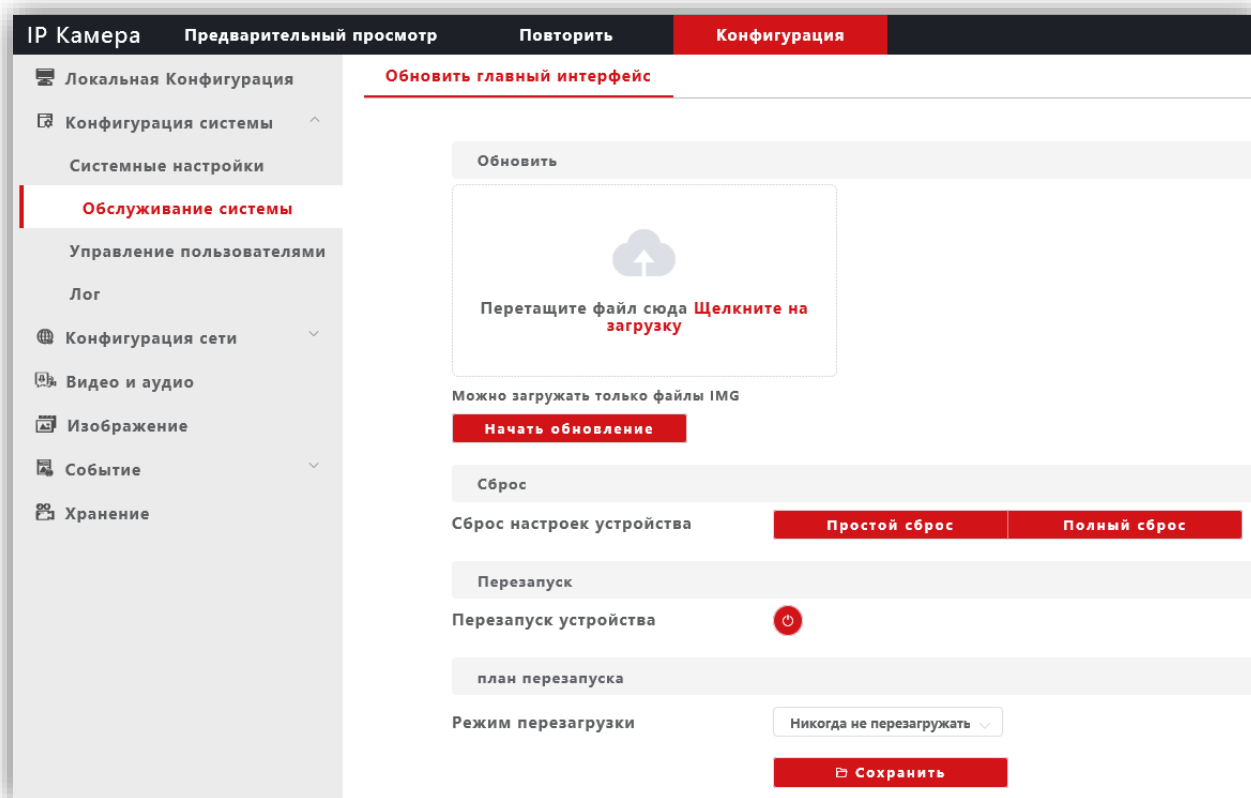 IP Камера Предварительный просмотр Повторить Конфигурация
Локальная Конфигурация
Конфигурация системы
Системные настройки
Обслуживание системы
Управление пользователями
Лог
Конфигурация сети
Видео и аудио
Изображение
Событие
Хранение
Обновить главный интерфейс
Обновить
Перетащите файл сюда Щелкните на
загрузку
Можно загружать только файлы IMG
Начать обновление
Сброс
Сброс настроек устройства Простой сброс Полный сброс
Перезапуск
Перезапуск устройства
план перезапуска
Режим перезагрузки Никогда не перезагружать
Сохранить